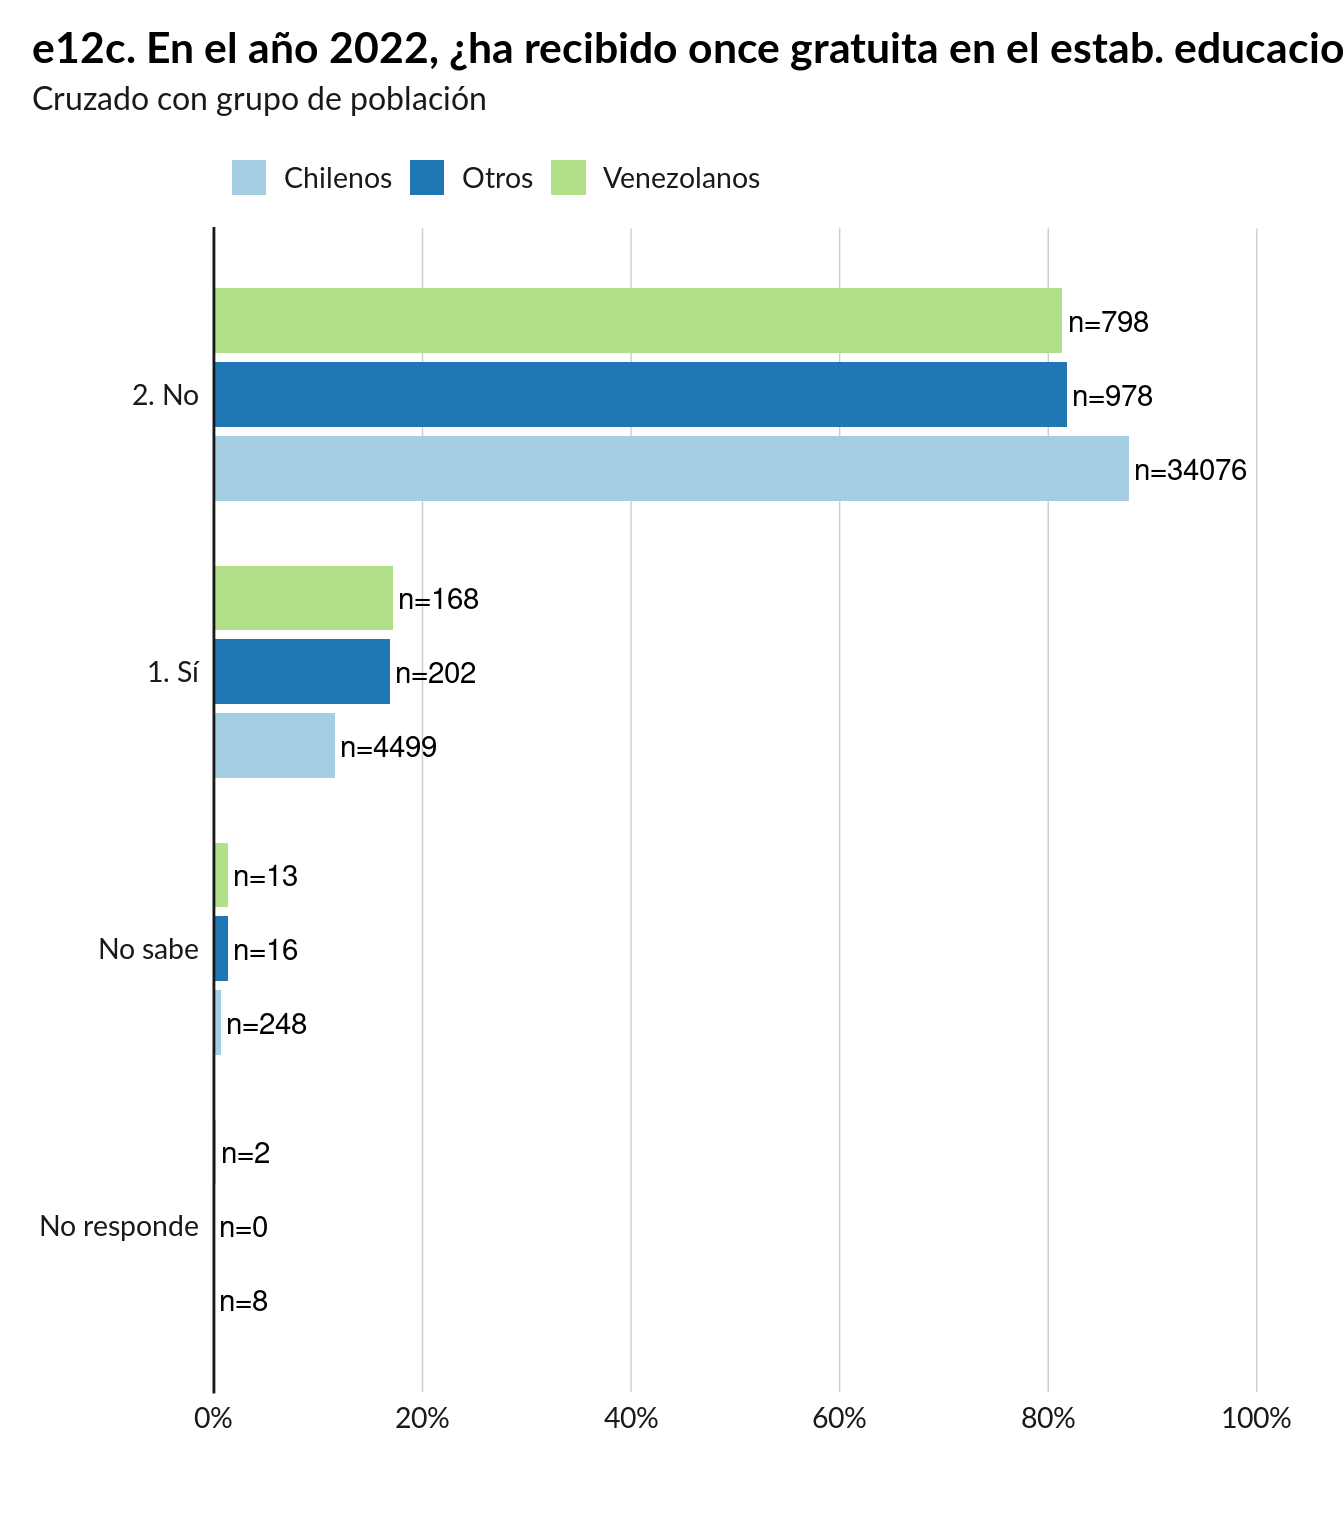 e12c. En el año 2022, ¿ha recibido once gratuita en el estab. educacio
Cruzado con grupo de población
Chilenos Otros Venezolanos
n=798
2. No n=978
n=34076
n=168
1. Sí n=202
n=4499
n=13
No sabe n=16
n=248
n=2
No responde n=0
n=8
0% 20% 40% 60% 80% 100%